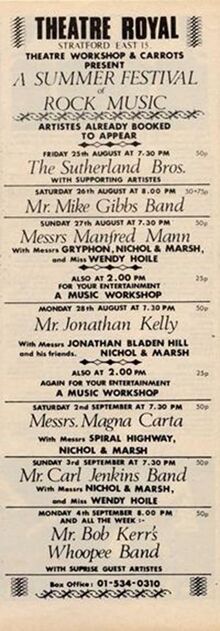 THEATRE ROYAL
STRATFORD EAST 15
THEATRE WORKSHOP & CARROTS
PRESENT
A SUMMER FESTIVAL
of
ROCK MUSIC
ARTISTES ALREADY BOOKED
TO APPEAR
FRIDAY 25th AUGUST AT 7.30 PM 50p
The Sutherland Bros.
WITH SUPPORTING ARTISTES
SATURDAY 26th AUGUST AT 8.00 PM 50+75p
Mr. Mike Gibbs Band
SUNDAY 27th AUGUST AT 7.30 PM 50p
Messrs Manfred Mann
With Messrs GRYPHON, NICHOL & MARSH,
and Miss WENDY HOILE
ALSO AT 2.00 PM 25p
FOR YOUR ENTERTAINMENT
A MUSIC WORKSHOP
MONDAY 28th AUGUST AT 7.30 PM 50p
Mr. Jonathan Kelly
With Messrs JONATHAN BLADEN HILL
and his friends. NICHOL & MARSH
ALSO AT 2.00 PM 25p
AGAIN FOR YOUR ENTERTAINMENT
A MUSIC WORKSHOP
SATURDAY 2nd SEPTEMBER AT 7.30 PM 50p
Messrs. Magna Carta
With Messrs SPIRAL HIGHWAY,
NICHOL & MARSH
SUNDAY 3rd SEPTEMBER AT 7.30 PM 50p
Mr. Carl Jenkins Band
With Messrs NICHOL & MARSH,
and Miss WENDY HOILE
MONDAY 4th SEPTEMBER 8.00 PM 50p
AND ALL THE WEEK :-
Mr. Bob Kerr's
Whoopee Band
WITH SUPRISE GUEST ARTISTES
Box Office: 01-534-0310